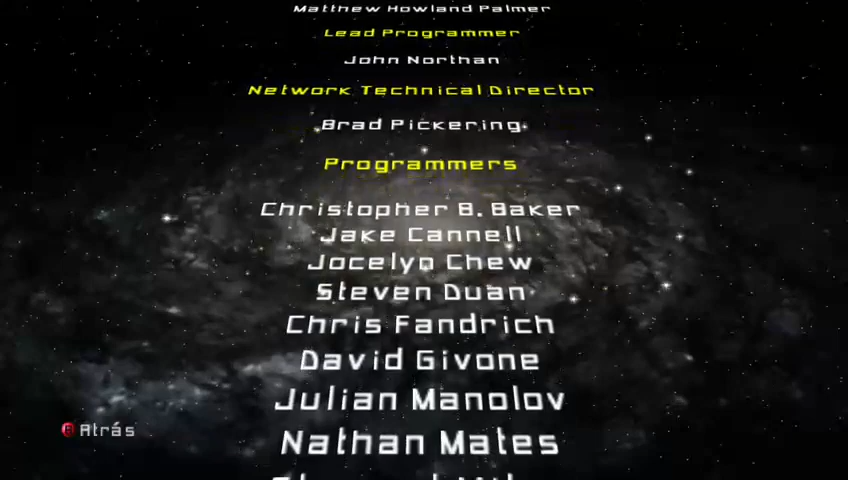 Matthew Howland Palmer
Lead Programmer
John Northan
Network Technical Director
Brad Pickering
Programmers
Christopher B. Baker
Jake Cannell
Jocelyn Chew
Steven Duan
Chris Fandrich
David Givone
Julian Manolov
Nathan Mates
B Atrás